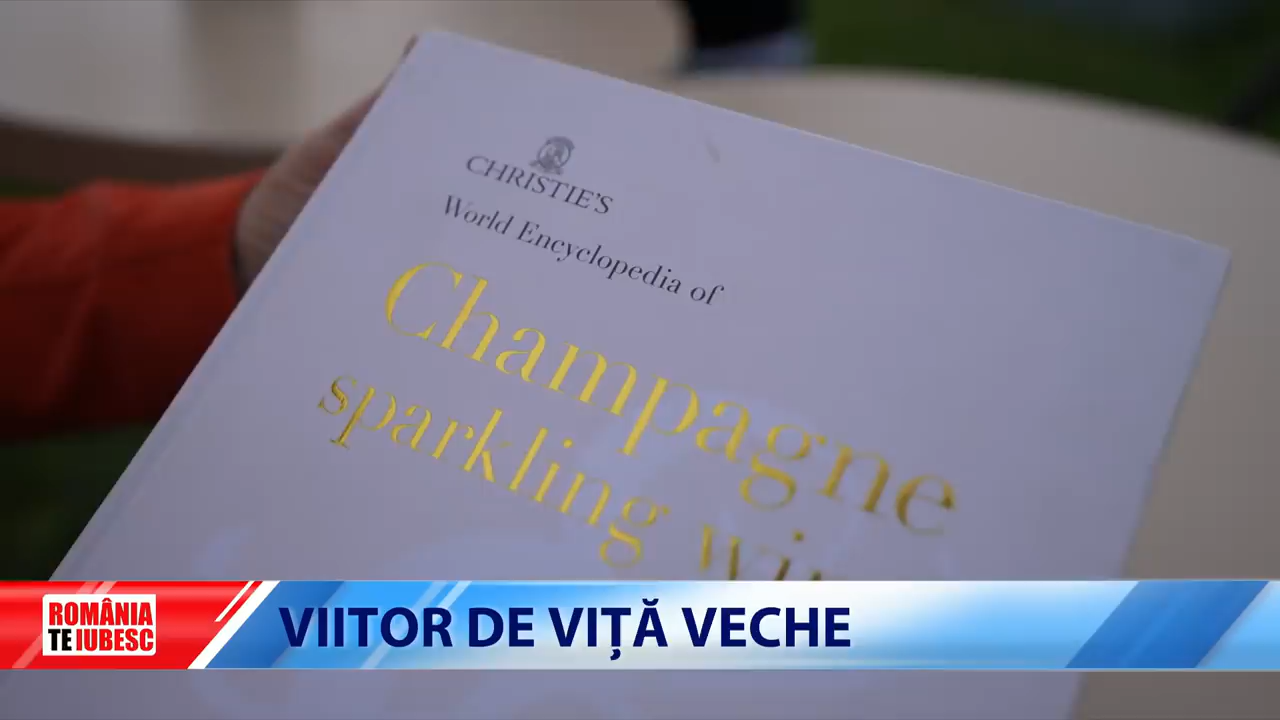 CHRISTIE'S
World Encyclopedia of
Champagne
sparkling
ROMÂNIA
TE IUBESC
VIITOR DE VIȚĂ VECHE